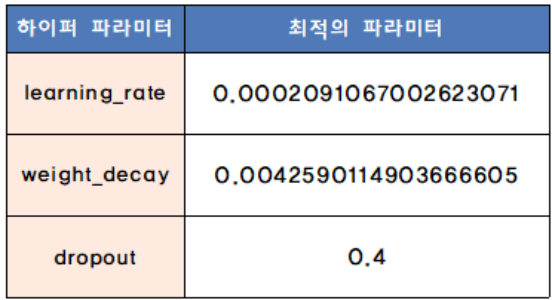 하이퍼 파라미터 최적의 파라미터
learning_rate 0.0002091067002623071
weight_decay 0.0042590114903666605
dropout 0.4